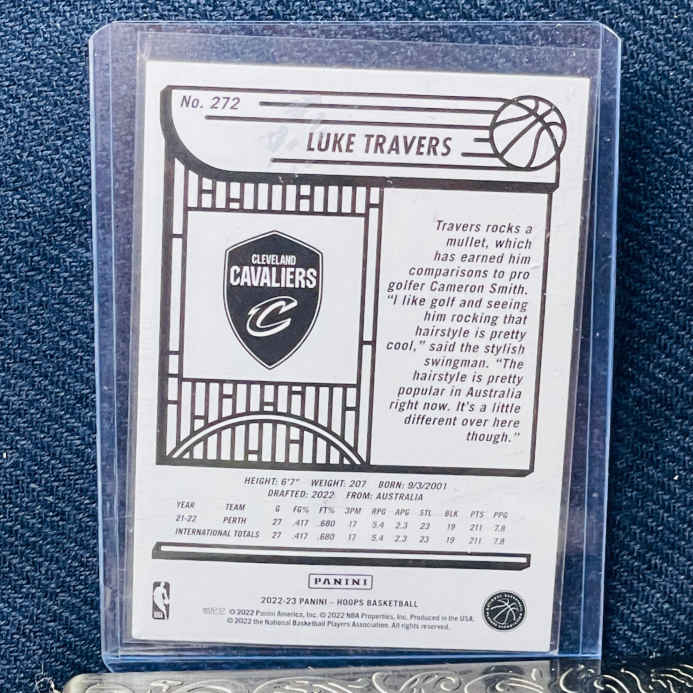 No. 272
LUKE TRAVERS
CLEVELAND
CAVALIERS
C
Travers rocks a
mullet, which
has earned him
comparisons to pro
golfer Cameron Smith.
"I like golf and seeing
him rocking that
hairstyle is pretty
cool," said the stylish
swingman. "The
hairstyle is pretty
popular in Australia
right now. It's a little
different over here
though."
HEIGHT: 6'7" WEIGHT: 207 BORN: 9/3/2001
DRAFTED: 2022 FROM: AUSTRALIA
YEAR TEAM G FG% FT% 3PM RPG APG STL BLK PTS PPG
21-22 PERTH 27 .417 .680 17 5.4 2.3 23 19 211 7.8
INTERNATIONAL TOTALS 27 .417 .680 17 5.4 2.3 23 19 211 7.8
PANINI
2022-23 PANINI – HOOPS BASKETBALL
© 2022 Panini America, Inc. © 2022 NBA Properties, Inc. Produced in the USA.
© 2022 the National Basketball Players Association. All rights reserved.